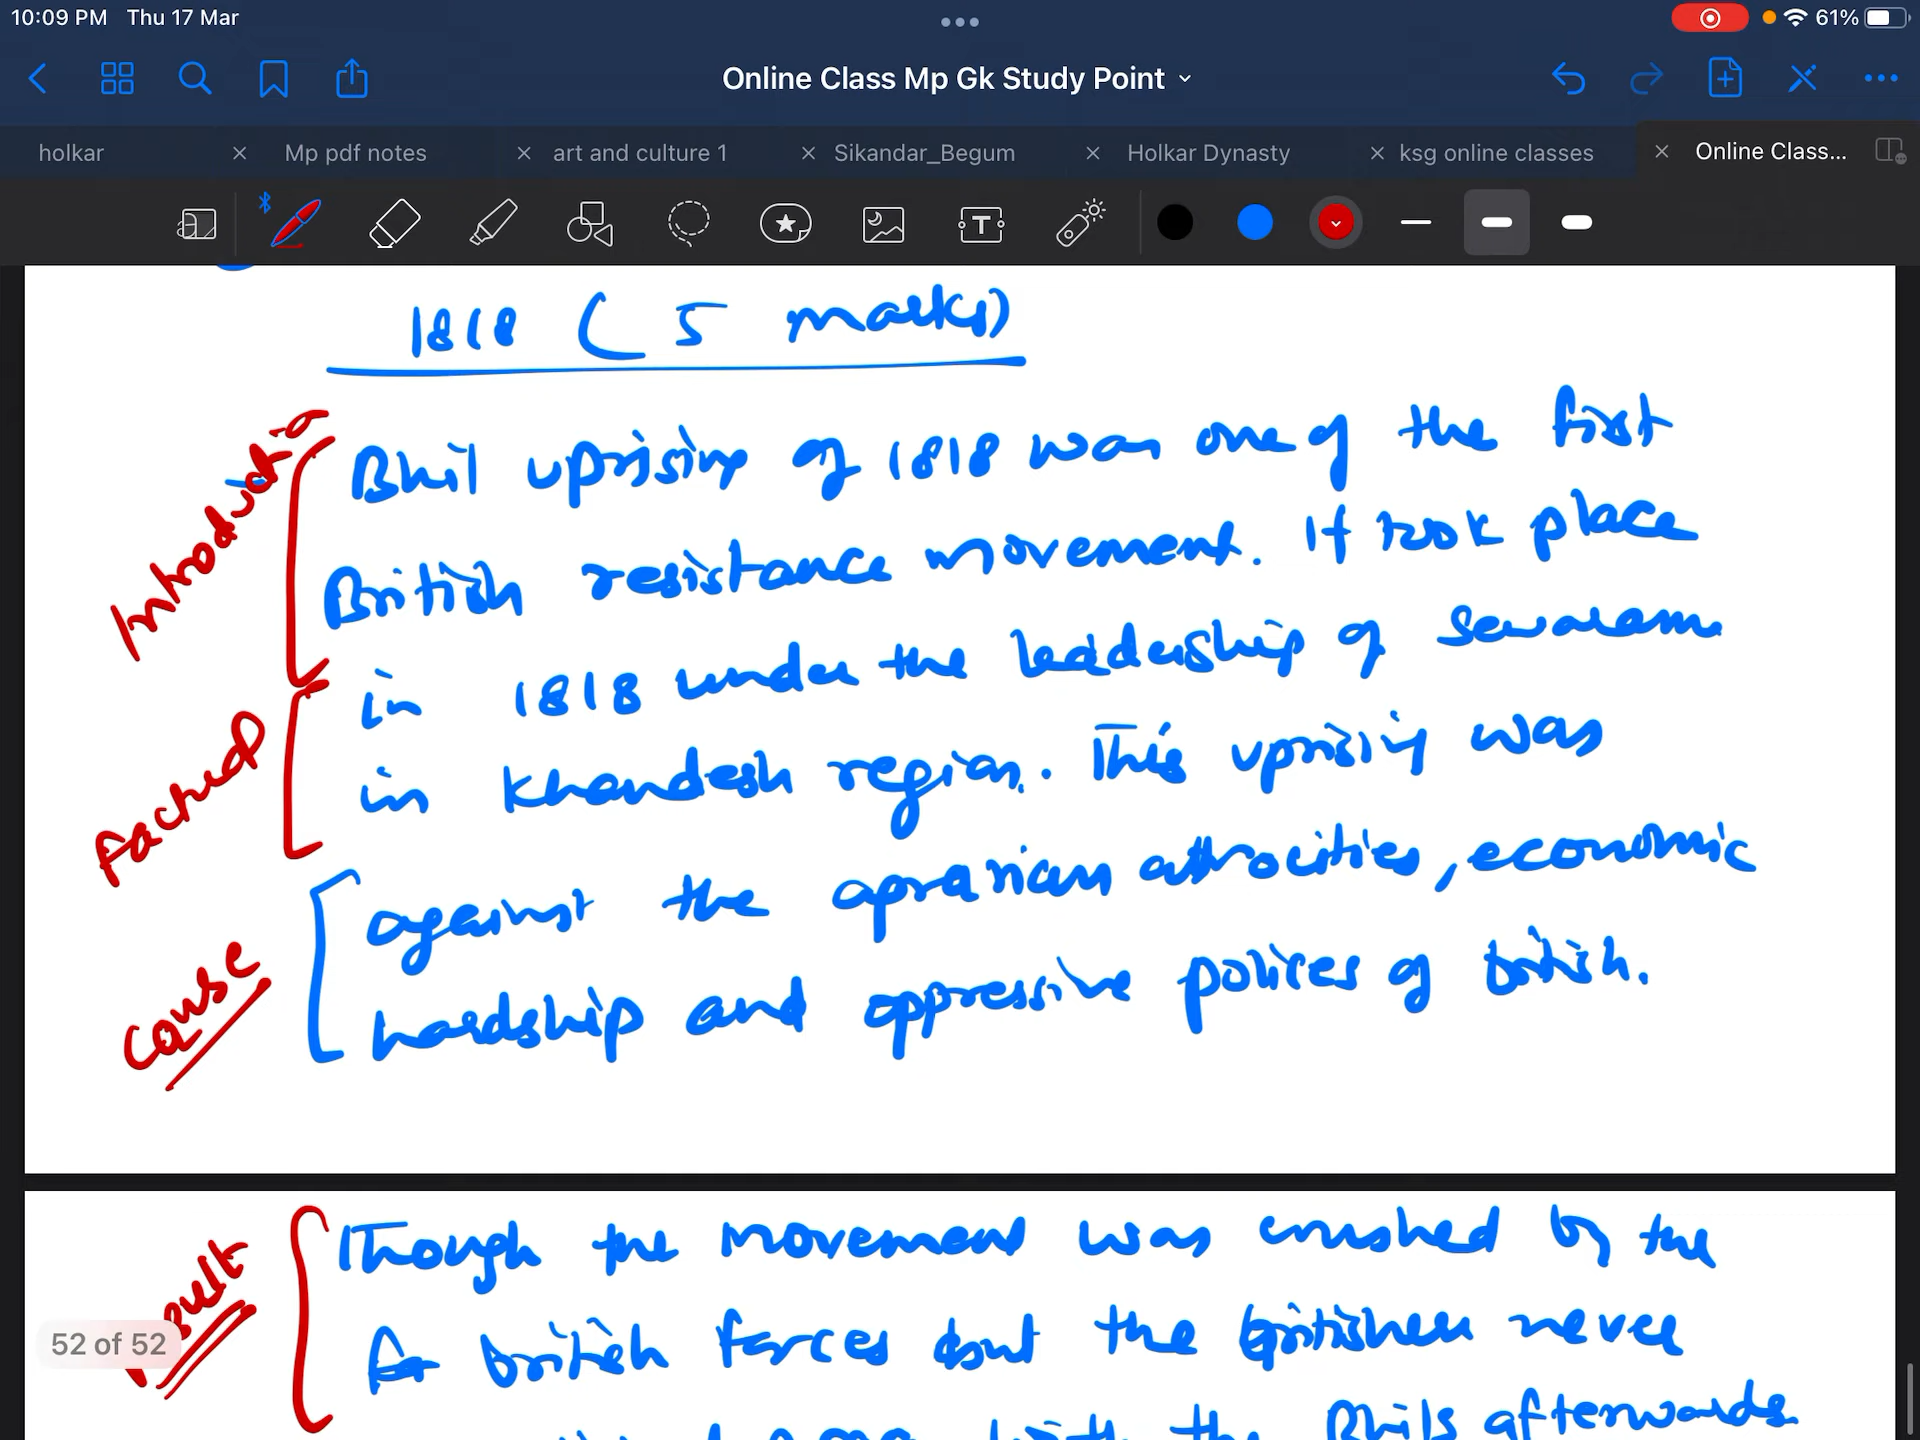 10:09 PM Thu 17 Mar
61%
Online Class Mp Gk Study Point
holkar
Mp pdf notes
art and culture 1
Sikandar_Begum
Holkar Dynasty
ksg online classes
Online Class...
1818 ( 5 marks)
Introduction
Bhil uprising of 1818 was one of the first
British resistance movement. It took place
in 1818 under the leadership of Sewaram
Factual
in Khandesh region. This uprising was
against the agrarian attrocities, economic
Cause
hardship and oppressive polices of british.
Though the movement was crushed by the
british forces but the britishers never
with the Bhils afterwards
52 of 52